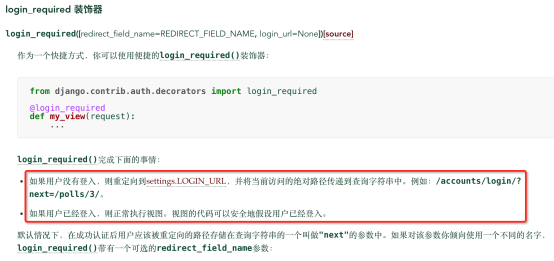 login_required 装饰器
login_required([redirect_field_name=REDIRECT_FIELD_NAME, login_url=None])[source]
作为一个快捷方式，你可以使用便捷的login_required()装饰器：
from django.contrib.auth.decorators import login_required
@login_required
def my_view(request):
...
login_required()完成下面的事情：
• 如果用户没有登入，则重定向到settings.LOGIN_URL，并将当前访问的绝对路径传递到查询字符串中。例如：/accounts/login/?
next=/polls/3/。
• 如果用户已经登入，则正常执行视图。视图的代码可以安全地假设用户已经登入。
默认情况下，在成功认证后用户应该被重定向的路径存储在查询字符串的一个叫做"next"的参数中。如果对该参数你倾向使用一个不同的名字，
login_required()带有一个可选的redirect_field_name参数：